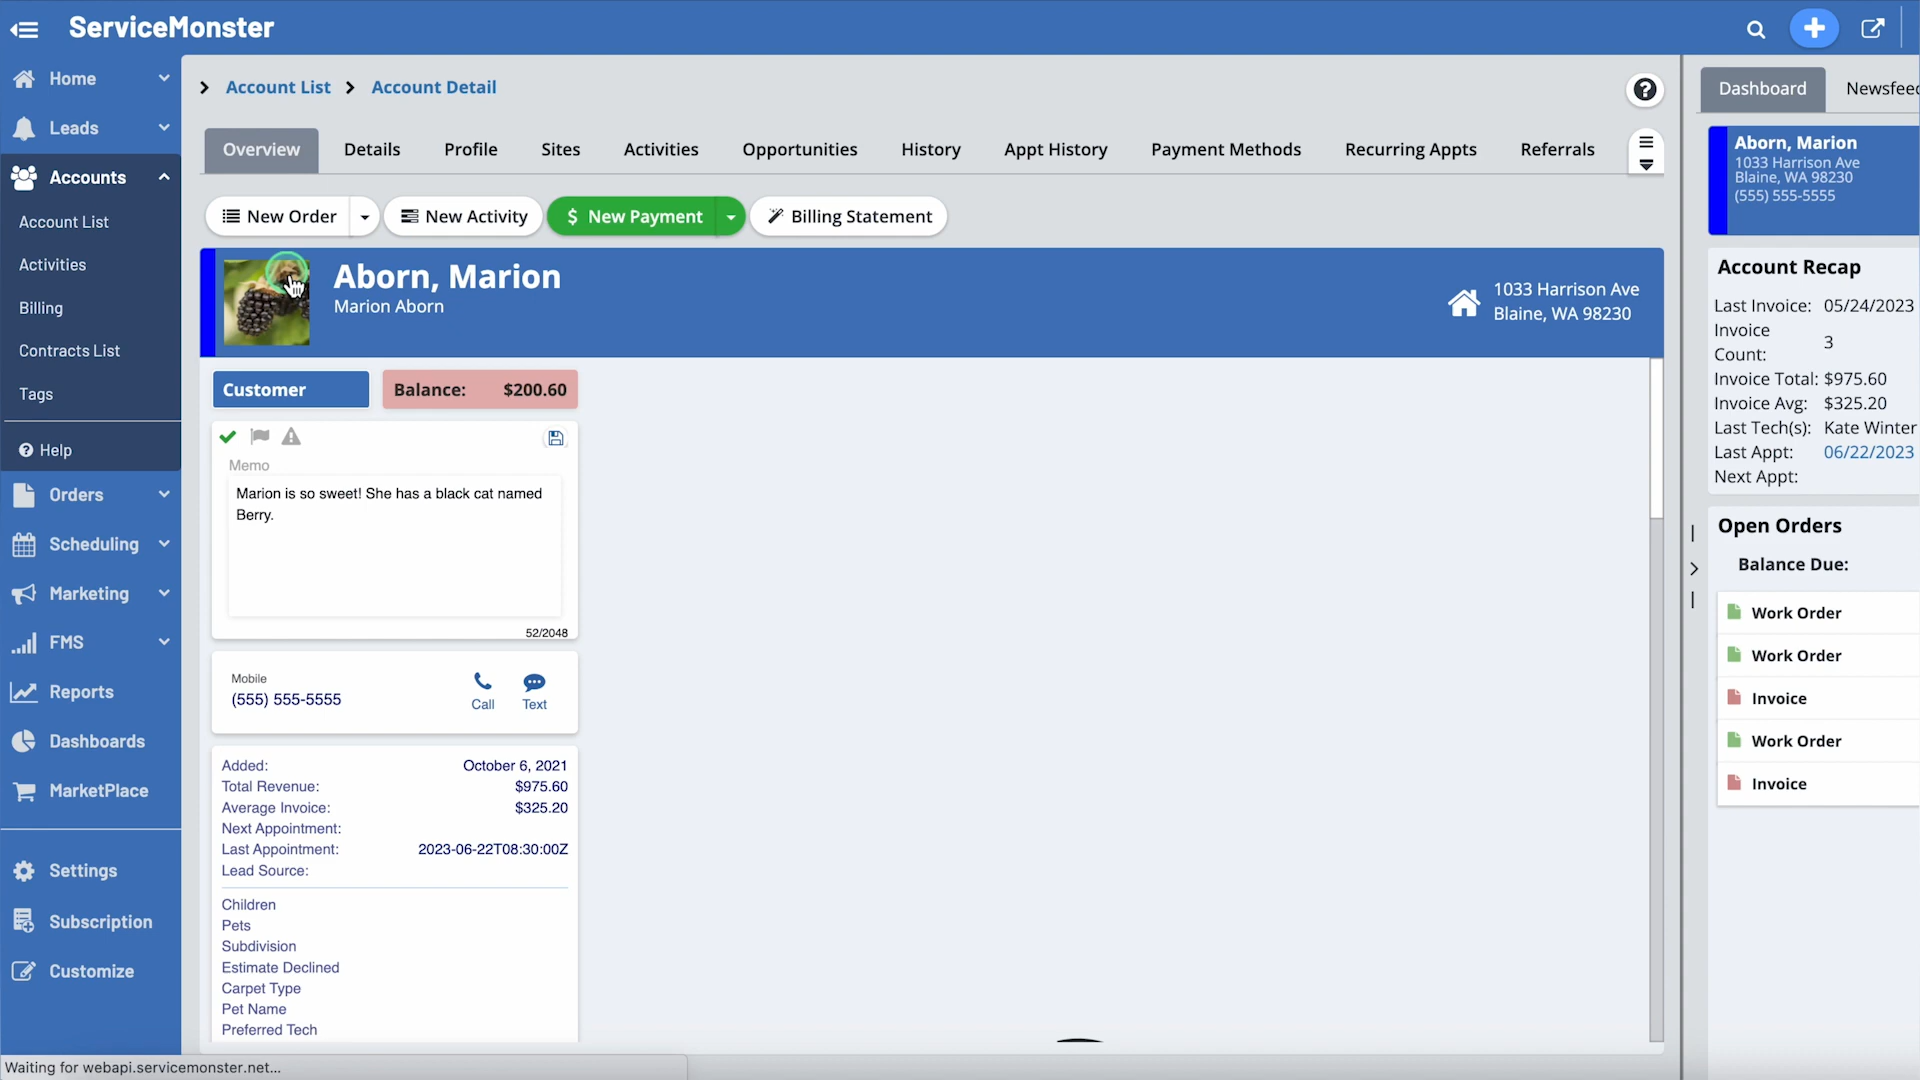 ServiceMonster
Home
Leads
Accounts
Account List
Activities
Billing
Contracts List
Tags
Help
Orders
Scheduling
Marketing
FMS
Reports
Dashboards
MarketPlace
Settings
Subscription
Customize
Account List
Account Detail
Overview Details Profile Sites Activities Opportunities History Appt History Payment Methods Recurring Appts Referrals
New Order New Activity $ New Payment Billing Statement
Aborn, Marion
Marion Aborn
1033 Harrison Ave
Blaine, WA 98230
Customer
Balance: $200.60
Memo
Marion is so sweet! She has a black cat named
Berry.
52/2048
Mobile
(555) 555-5555
Call
Text
Added: October 6, 2021
Total Revenue: $975.60
Average Invoice: $325.20
Next Appointment:
Last Appointment: 2023-06-22T08:30:00Z
Lead Source:
Children
Pets
Subdivision
Estimate Declined
Carpet Type
Pet Name
Preferred Tech
Dashboard Newsfeed
Aborn, Marion
1033 Harrison Ave
Blaine, WA 98230
(555) 555-5555
Account Recap
Last Invoice: 05/24/2023
Invoice
Count: 3
Invoice Total: $975.60
Invoice Avg: $325.20
Last Tech(s): Kate Winter
Last Appt: 06/22/2023
Next Appt:
Open Orders
Balance Due:
Work Order
Work Order
Invoice
Work Order
Invoice
Waiting for webapi.servicemonster.net...